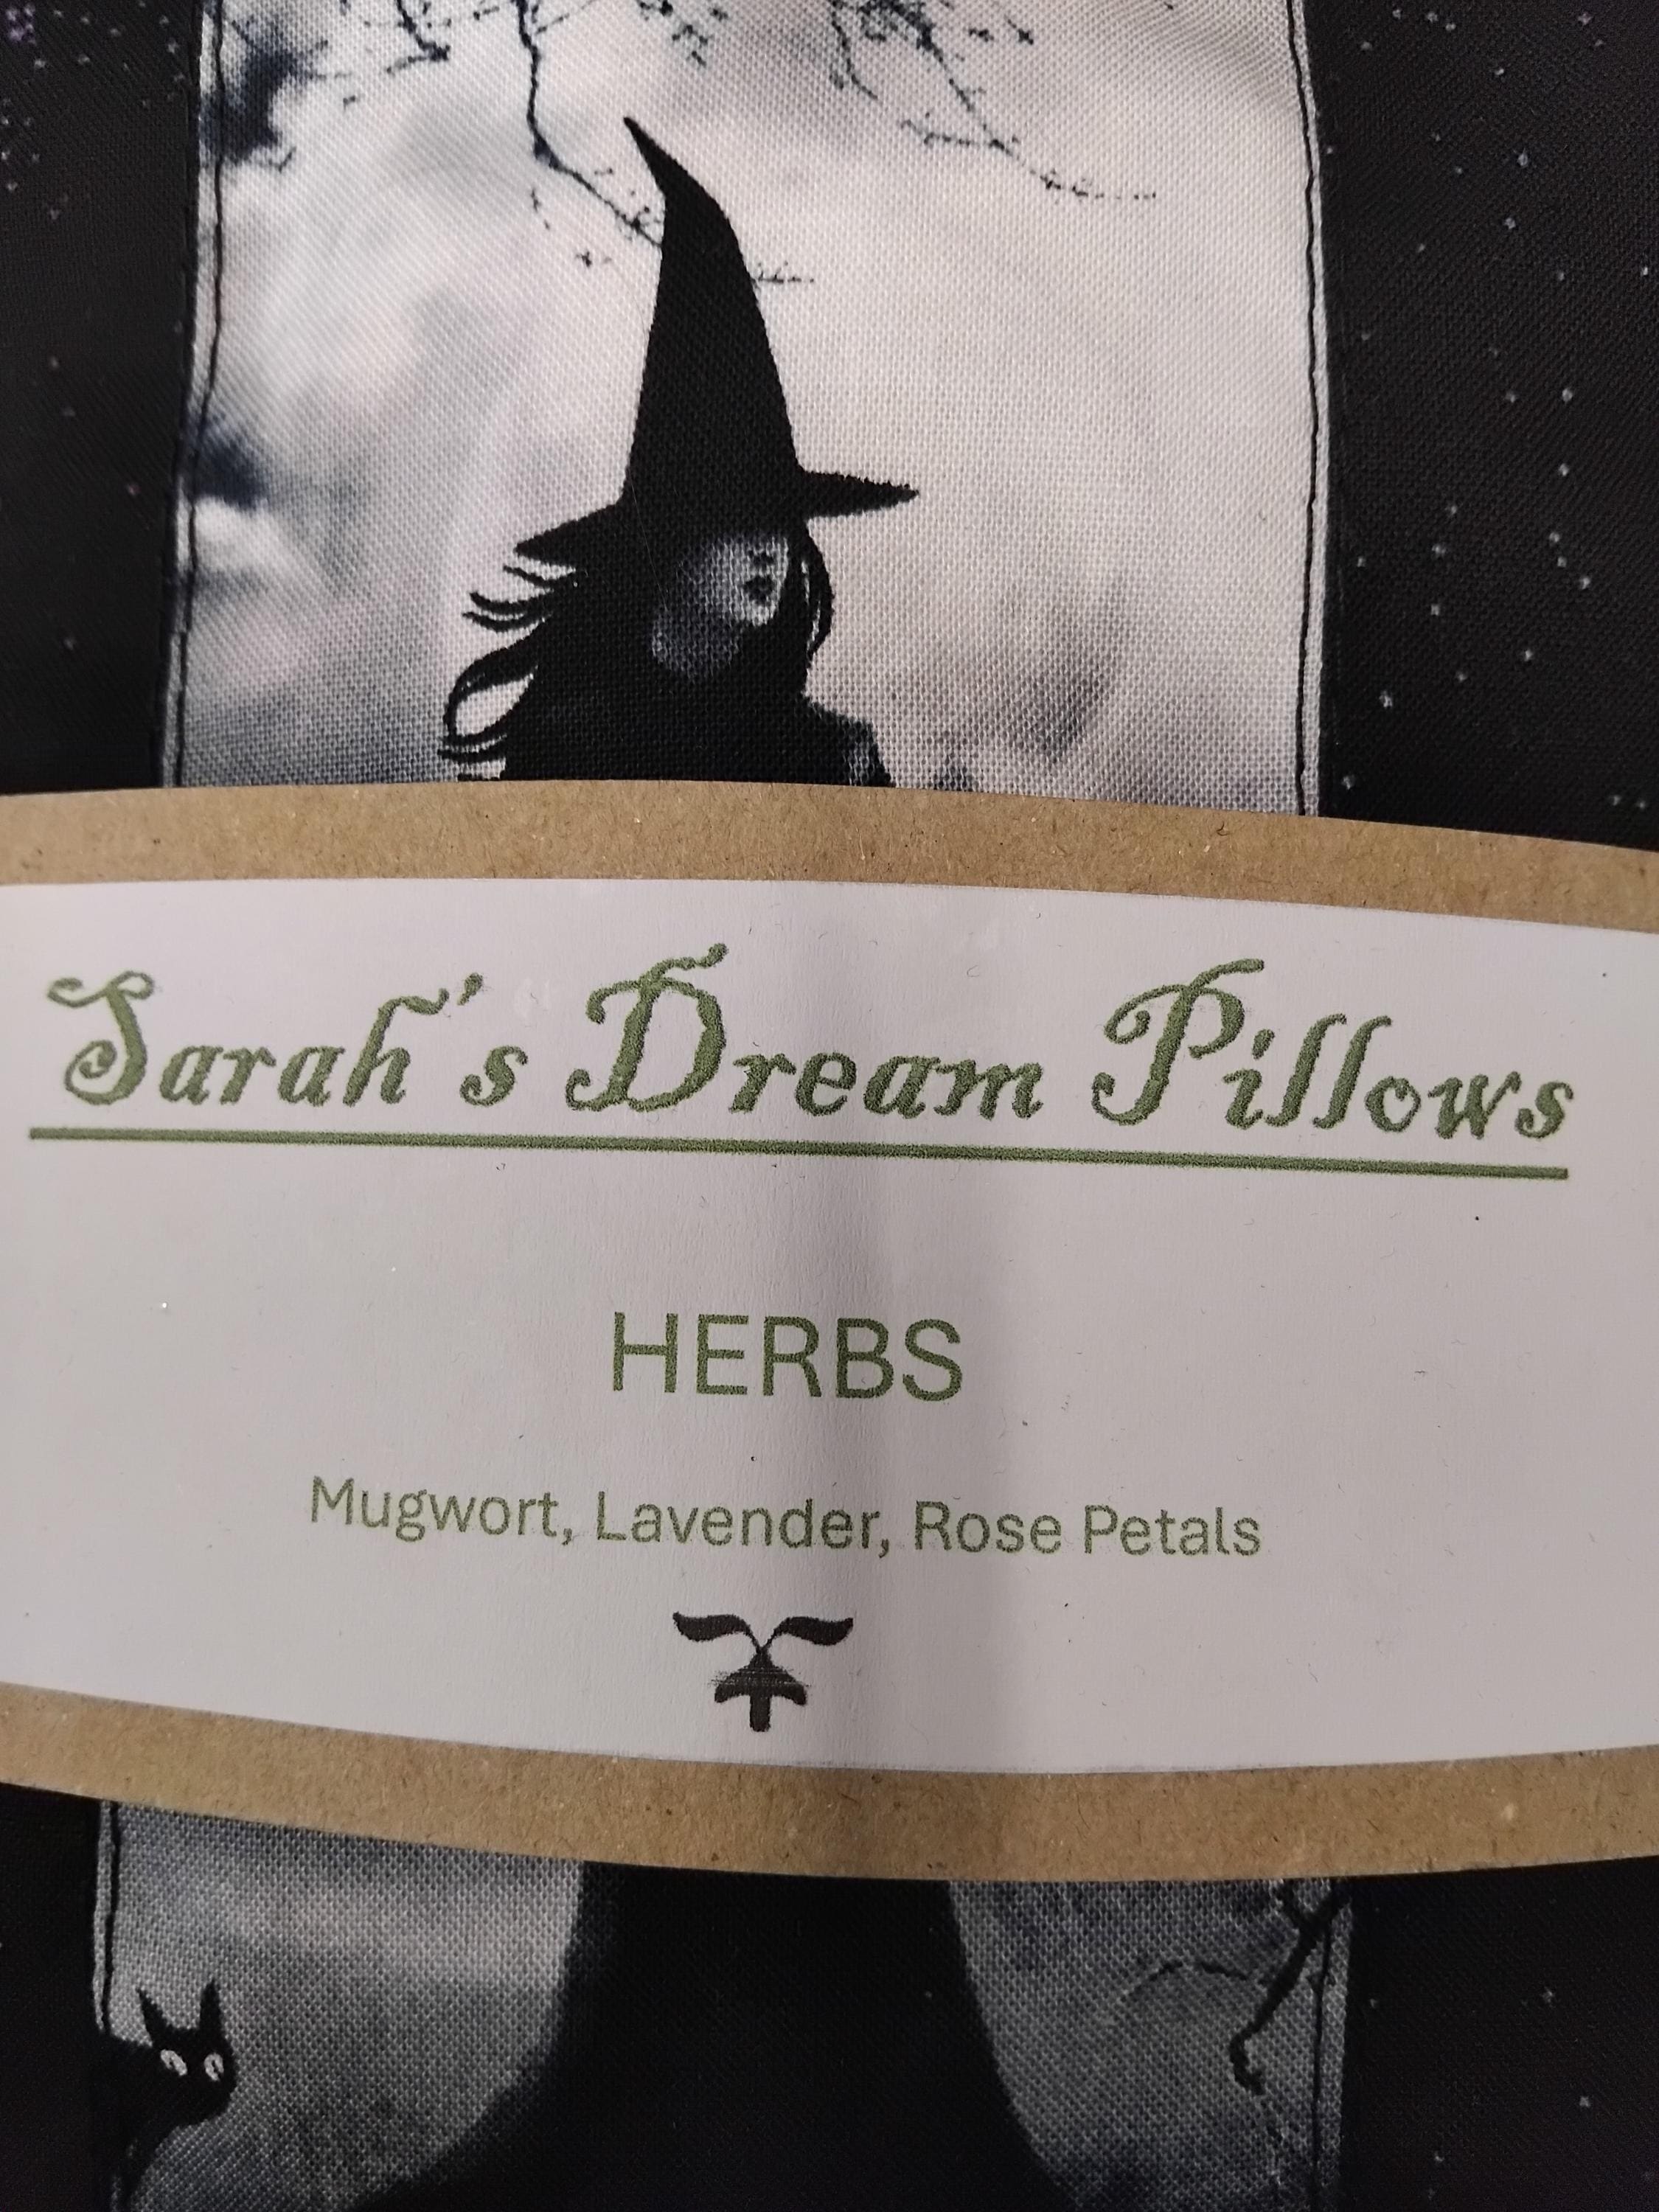 Sarah's Dream Pillows
HERBS
Mugwort, Lavender, Rose Petals